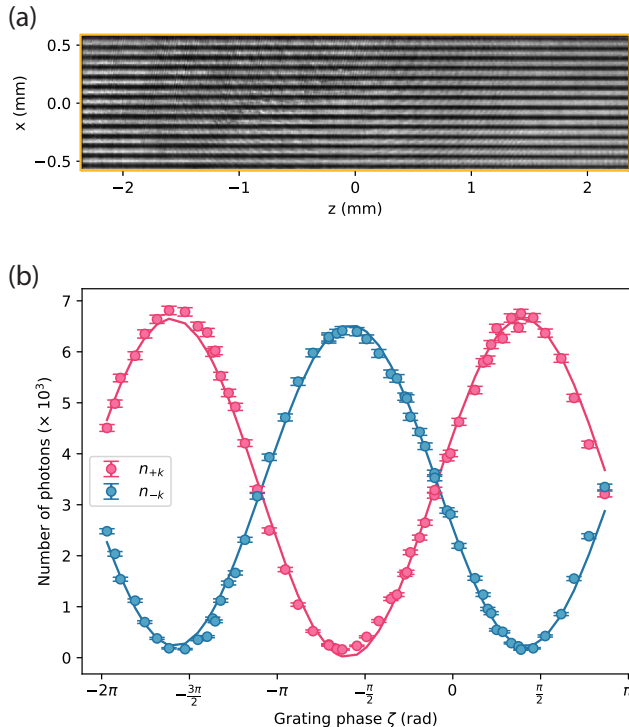 (a)
0.5
0.0
−0.5
x (mm)
−2
−1
0
1
2
z (mm)
(b)
7
6
5
4
3
2
1
0
Number of photons (× 10³)
n₊ₖ
n₋ₖ
−2π
−3π/2
−π
−π/2
0
π/2
π
Grating phase ζ (rad)